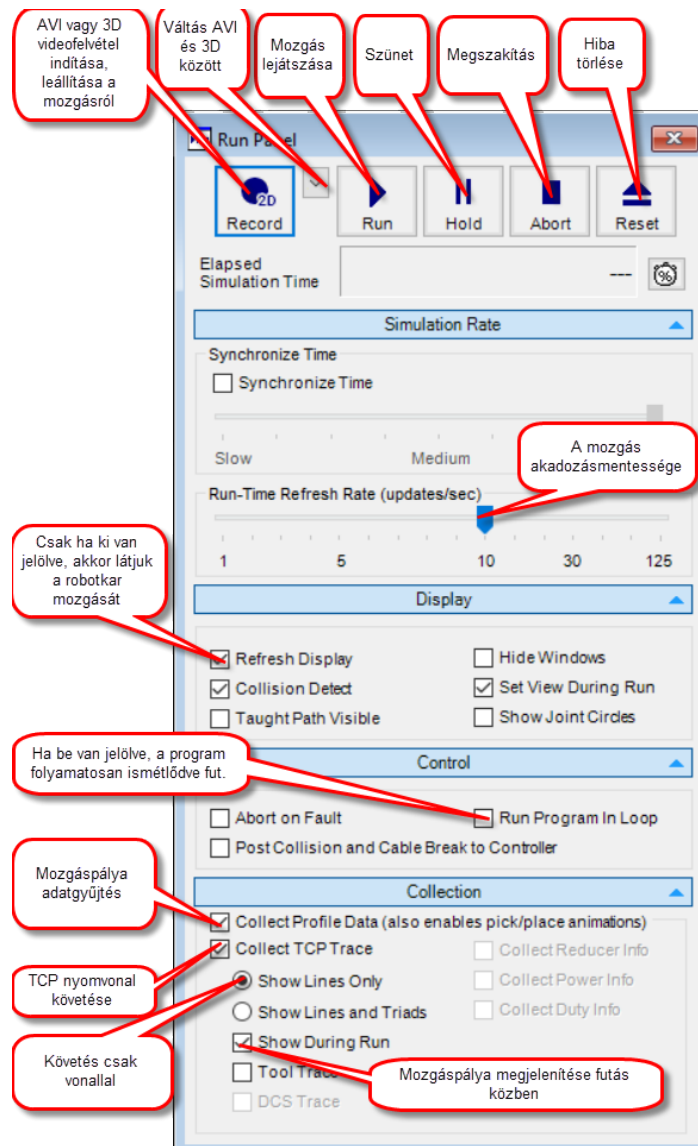 AVI vagy 3D
videofelvétel
indítása,
leállítása a
mozgásról
Váltás AVI
és 3D
között
Mozgás
lejátszása
Szünet
Megszakítás
Hiba
törlése
Run Panel
2D
Record
Run
Hold
Abort
Reset
Elapsed
Simulation Time
---
%
Simulation Rate
Synchronize Time
Synchronize Time
Slow
Medium
A mozgás
akadozásmentessége
Run-Time Refresh Rate (updates/sec)
1 5 10 30 125
Csak ha ki van
jelölve, akkor látjuk
a robotkar
mozgását
Display
Refresh Display
Hide Windows
Collision Detect
Set View During Run
Taught Path Visible
Show Joint Circles
Ha be van jelölve, a program
folyamatosan ismétlődve fut.
Control
Abort on Fault
Run Program In Loop
Post Collision and Cable Break to Controller
Mozgáspálya
adatgyűjtés
Collection
Collect Profile Data (also enables pick/place animations)
Collect TCP Trace
Collect Reducer Info
TCP nyomvonal
követése
Show Lines Only
Collect Power Info
Show Lines and Triads
Collect Duty Info
Követés csak
vonallal
Show During Run
Tool Trace
Mozgáspálya megjelenítése futás
közben
DCS Trace